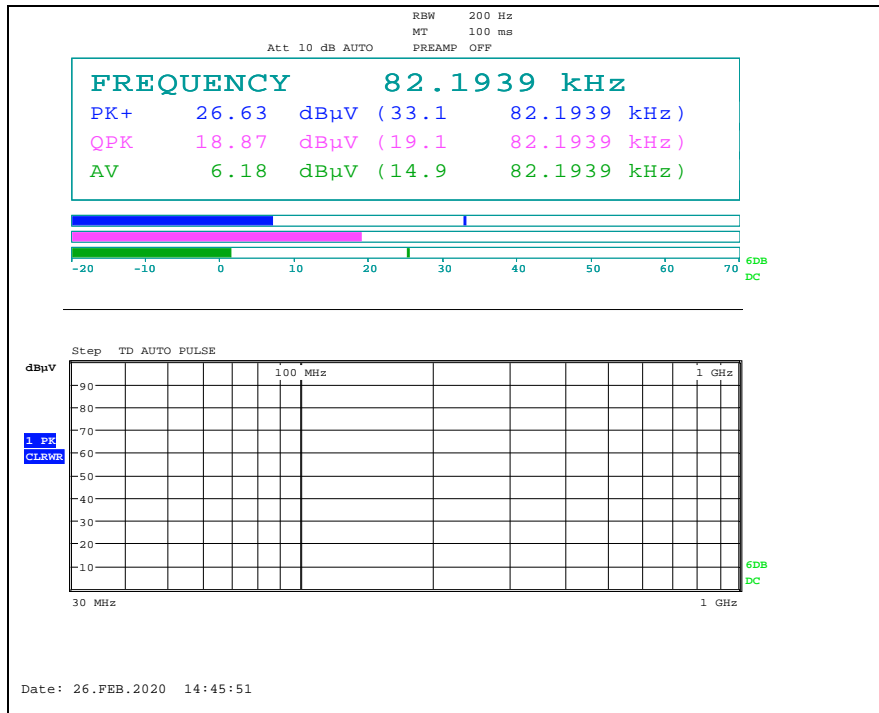 RBW 200 Hz
MT 100 ms
Att 10 dB AUTO PREAMP OFF
FREQUENCY 82.1939 kHz
PK+ 26.63 dBµV (33.1 82.1939 kHz)
QPK 18.87 dBµV (19.1 82.1939 kHz)
AV 6.18 dBµV (14.9 82.1939 kHz)
-20 -10 0 10 20 30 40 50 60 70
6DB
DC
Step TD AUTO PULSE
dBµV
100 MHz 1 GHz
90
80
70
1 PK
CLRWR
60
50
40
30
20
10
6DB
DC
30 MHz 1 GHz
Date: 26.FEB.2020 14:45:51